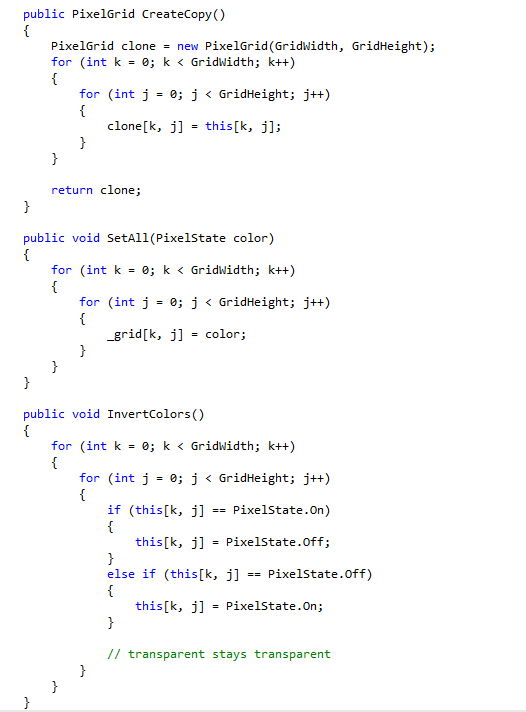 public PixelGrid CreateCopy()
{
    PixelGrid clone = new PixelGrid(GridWidth, GridHeight);
    for (int k = 0; k < GridWidth; k++)
    {
        for (int j = 0; j < GridHeight; j++)
        {
            clone[k, j] = this[k, j];
        }
    }

    return clone;
}

public void SetAll(PixelState color)
{
    for (int k = 0; k < GridWidth; k++)
    {
        for (int j = 0; j < GridHeight; j++)
        {
            _grid[k, j] = color;
        }
    }
}

public void InvertColors()
{
    for (int k = 0; k < GridWidth; k++)
    {
        for (int j = 0; j < GridHeight; j++)
        {
            if (this[k, j] == PixelState.On)
            {
                this[k, j] = PixelState.Off;
            }
            else if (this[k, j] == PixelState.Off)
            {
                this[k, j] = PixelState.On;
            }

            // transparent stays transparent
        }
    }
}